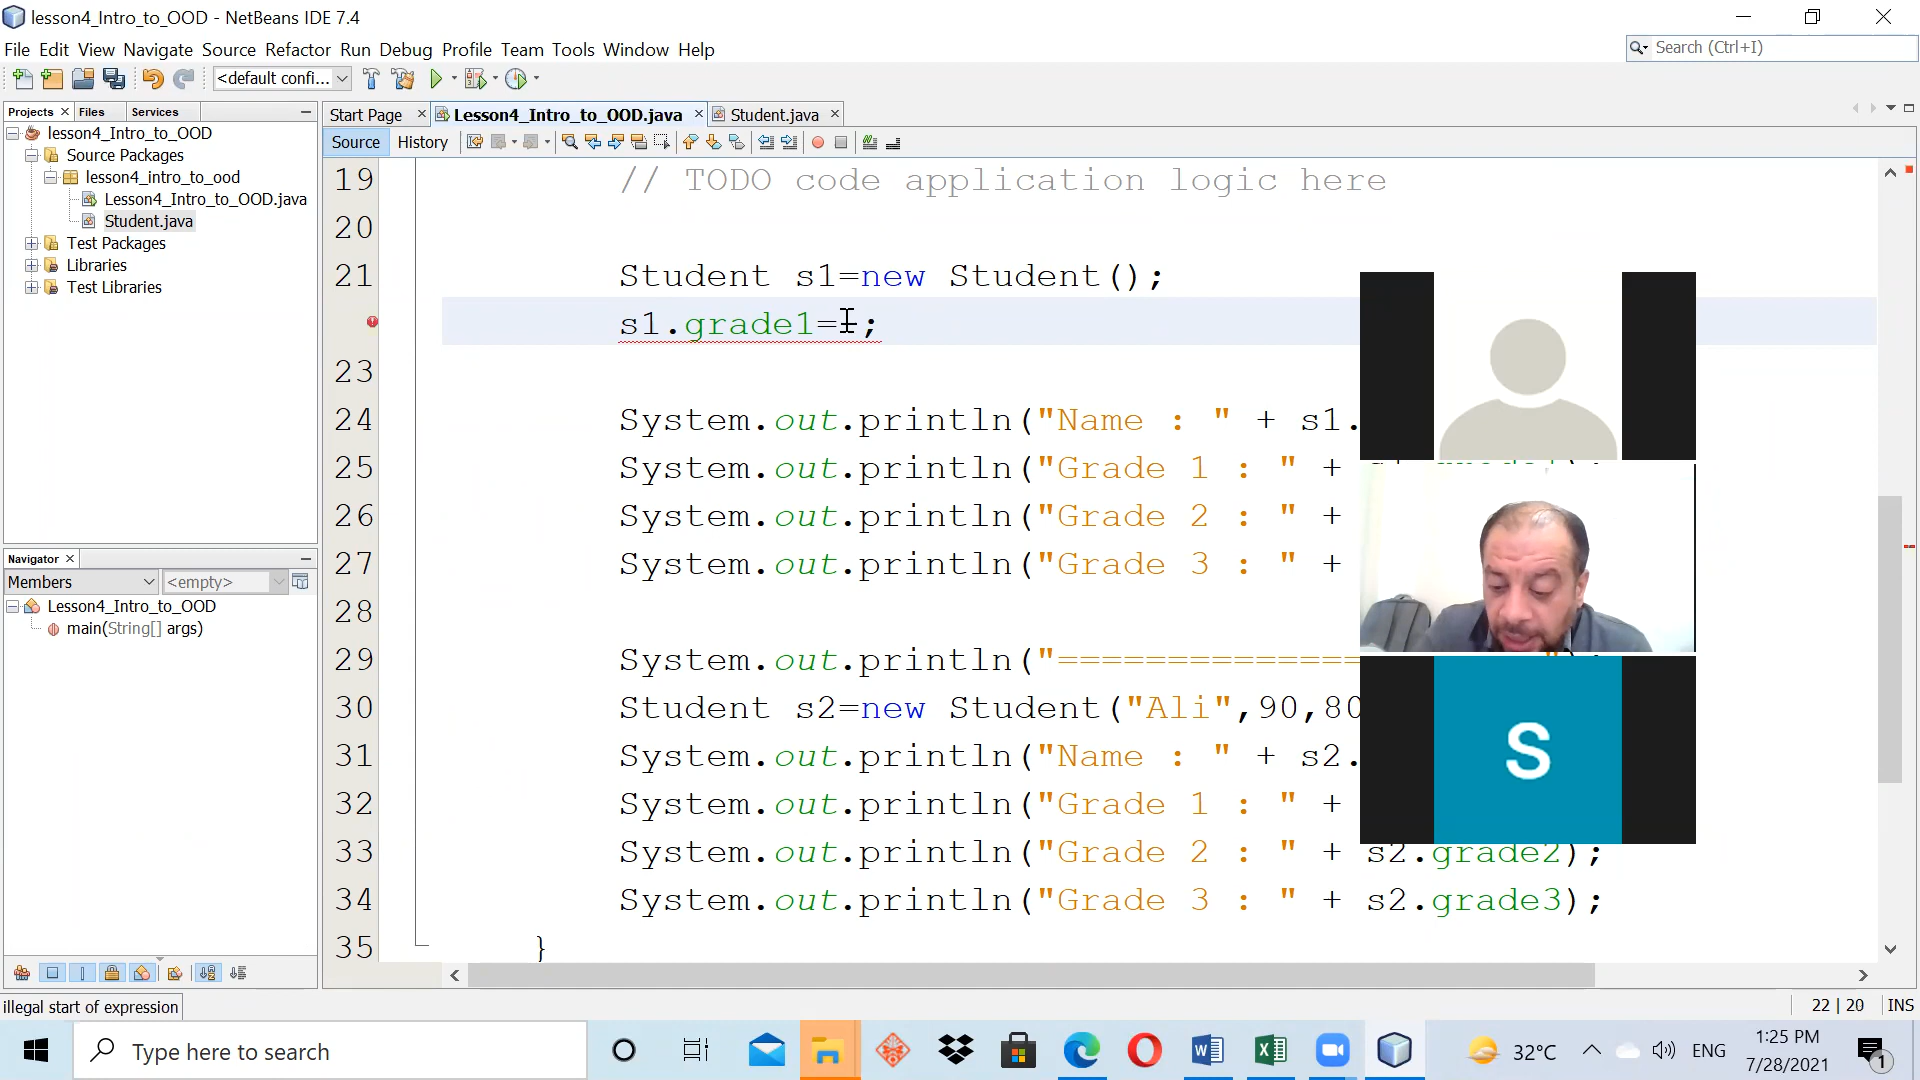 lesson4_Intro_to_OOD - NetBeans IDE 7.4
File Edit View Navigate Source Refactor Run Debug Profile Team Tools Window Help
Search (Ctrl+I)
<default confi...
Projects Files Services
Start Page Lesson4_Intro_to_OOD.java Student.java
lesson4_Intro_to_OOD
Source Packages
lesson4_intro_to_ood
Lesson4_Intro_to_OOD.java
Student.java
Test Packages
Libraries
Test Libraries
Source History
19 // TODO code application logic here
20
21 Student s1=new Student();
s1.grade1=;
23
24 System.out.println("Name : " + s1.
25 System.out.println("Grade 1 : " +
26 System.out.println("Grade 2 : " +
27 System.out.println("Grade 3 : " +
28
29 System.out.println("==============
30 Student s2=new Student("Ali",90,80
31 System.out.println("Name : " + s2.
32 System.out.println("Grade 1 : " +
33 System.out.println("Grade 2 : " + s2.grade2);
34 System.out.println("Grade 3 : " + s2.grade3);
35 }
S
Navigator
Members <empty>
Lesson4_Intro_to_OOD
main(String[] args)
illegal start of expression
22 | 20 INS
Type here to search
32°C ENG
1:25 PM
7/28/2021
1